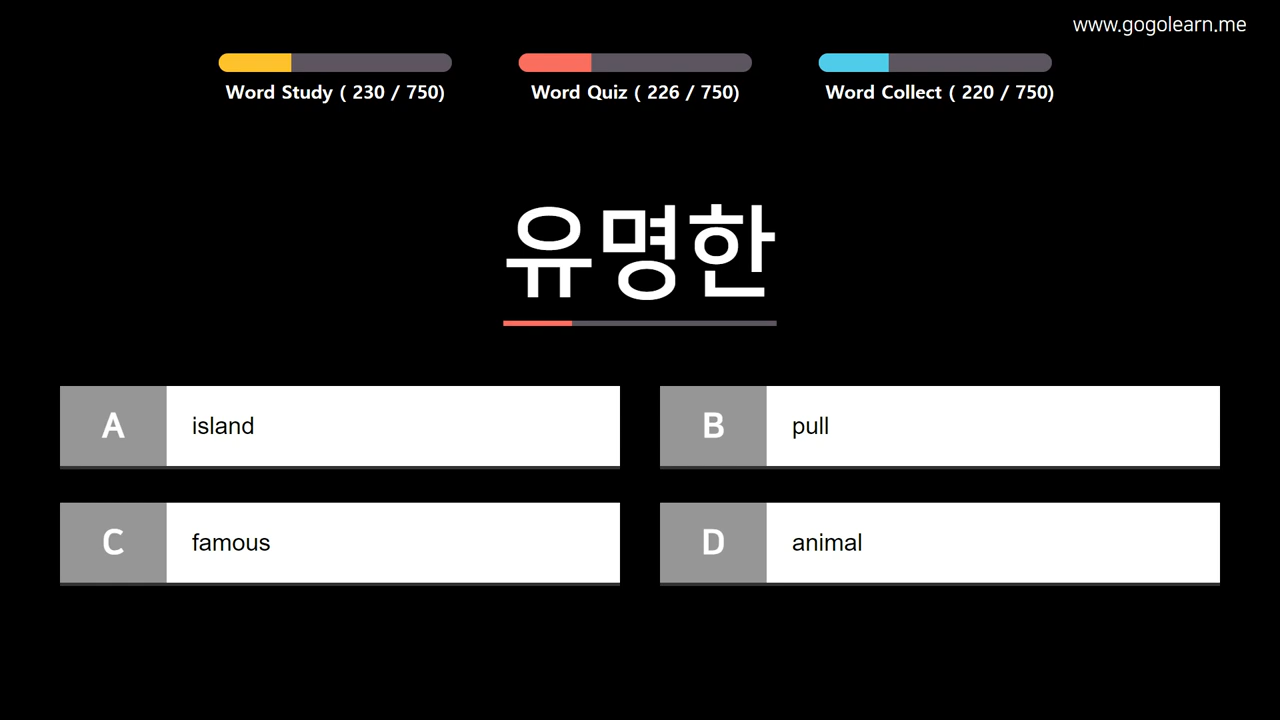 www.gogolearn.me
Word Study ( 230 / 750)
Word Quiz ( 226 / 750)
Word Collect ( 220 / 750)
유명한
A island
B pull
C famous
D animal